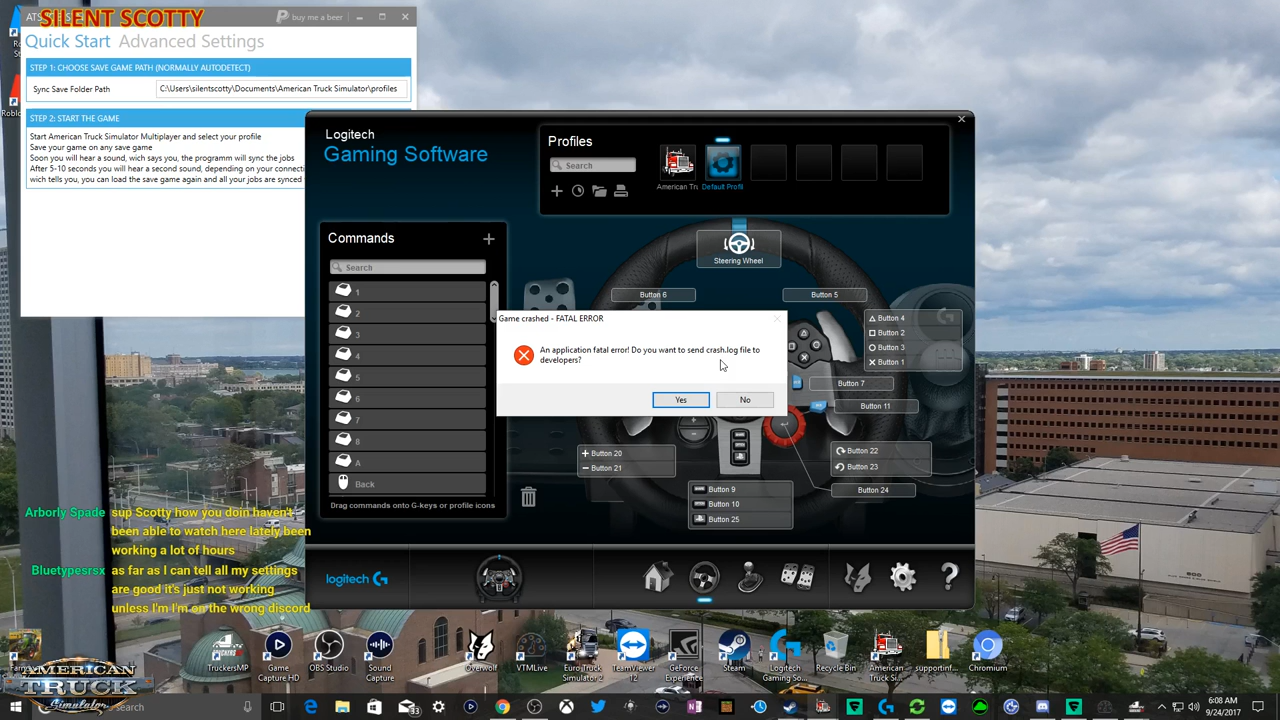 ATS
SILENT SCOTTY
buy me a beer
Quick Start Advanced Settings
STEP 1: CHOOSE SAVE GAME PATH (NORMALLY AUTODETECT)
Sync Save Folder Path
C:\Users\silentscotty\Documents\American Truck Simulator\profiles
STEP 2: START THE GAME
Start American Truck Simulator Multiplayer and select your profile
Save your game on any save game
Soon you will hear a sound, wich says you, the programm will sync the jobs
After 5-10 seconds you will hear a second sound, depending on your connecti
wich tells you, you can load the save game again and all your jobs are synced
Logitech
Gaming Software
Profiles
Search
American Tr
Default Profil
Commands
Search
1
2
3
4
5
6
7
8
A
Back
Drag commands onto G-keys or profile icons
Steering Wheel
Button 6
Button 5
Button 4
Button 2
Button 3
Button 1
Button 7
Button 11
Button 20
Button 21
Button 22
Button 23
Button 24
Button 9
Button 10
Button 25
Game crashed - FATAL ERROR
An application fatal error! Do you want to send crash.log file to
developers?
Yes
No
logitech
Arborly Spade sup Scotty how you doin haven't
been able to watch here lately been
working a lot of hours
Bluetypesrsx as far as I can tell all my settings
are good it's just not working
unless I'm I'm on the wrong discord
TruckersMP
Game
Capture HD
OBS Studio
Sound
Capture
Overwolf
VTMLive
Euro Truck
Simulator 2
TeamViewer
12
GeForce
Experience
Steam
Logitech
Gaming So...
Recycle Bin
American
Truck Si...
supportinf...
Chromium
AMERICAN
TRUCK
Simulator
search
33
6:08 AM
9/24/2017